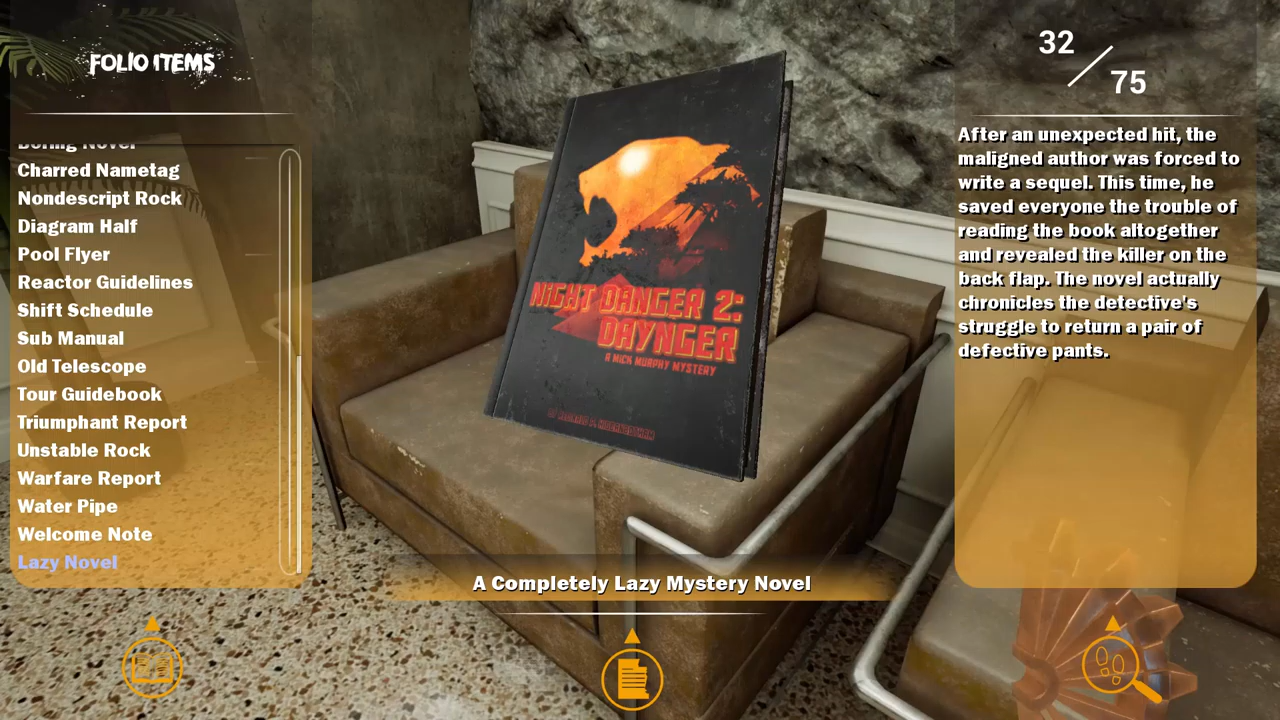 FOLIO ITEMS
Boring Novel
Charred Nametag
Nondescript Rock
Diagram Half
Pool Flyer
Reactor Guidelines
Shift Schedule
Sub Manual
Old Telescope
Tour Guidebook
Triumphant Report
Unstable Rock
Warfare Report
Water Pipe
Welcome Note
Lazy Novel
NIGHT DANGER 2:
DAYNGER
A MICK MURPHY MYSTERY
A Completely Lazy Mystery Novel
32
75
After an unexpected hit, the
maligned author was forced to
write a sequel. This time, he
saved everyone the trouble of
reading the book altogether
and revealed the killer on the
back flap. The novel actually
chronicles the detective's
struggle to return a pair of
defective pants.